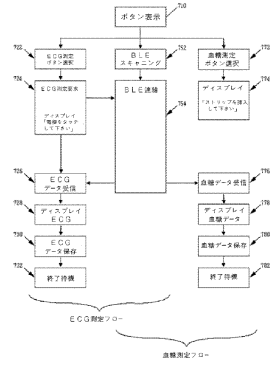 710
ボタン表示
722
ECG測定
ボタン選択
752
BLE
スキャニング
772
血糖測定
ボタン選択
724
ECG測定要求
ディスプレイ
「電極をタッチ
して下さい」
BLE連結
754
774
ディスプレイ
「ストリップを挿入
して下さい」
726
ECG
データ受信
776
血糖データ受信
728
ディスプレイ
ECG
778
ディスプレイ
血糖データ
730
ECG
データ保存
780
血糖データ保存
732
終了待機
782
終了待機
ECG測定フロー
血糖測定フロー